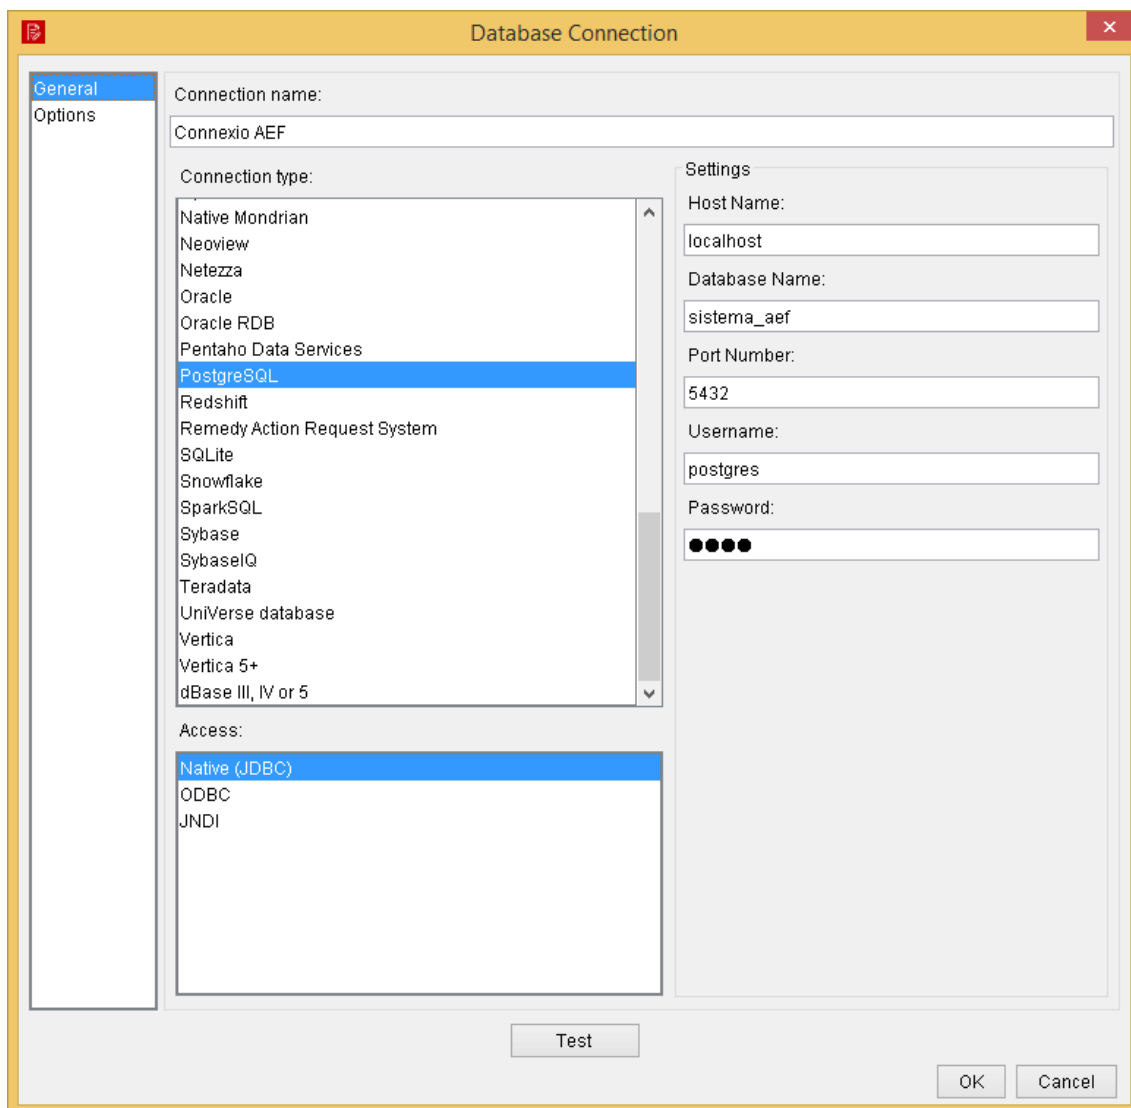 Database Connection
General
Options
Connection name:
Connexio AEF
Connection type:
Native Mondrian
Neoview
Netezza
Oracle
Oracle RDB
Pentaho Data Services
PostgreSQL
Redshift
Remedy Action Request System
SQLite
Snowflake
SparkSQL
Sybase
SybaseIQ
Teradata
UniVerse database
Vertica
Vertica 5+
dBase III, IV or 5
Access:
Native (JDBC)
ODBC
JNDI
Settings
Host Name:
localhost
Database Name:
sistema_aef
Port Number:
5432
Username:
postgres
Password:
●●●●
Test
OK
Cancel